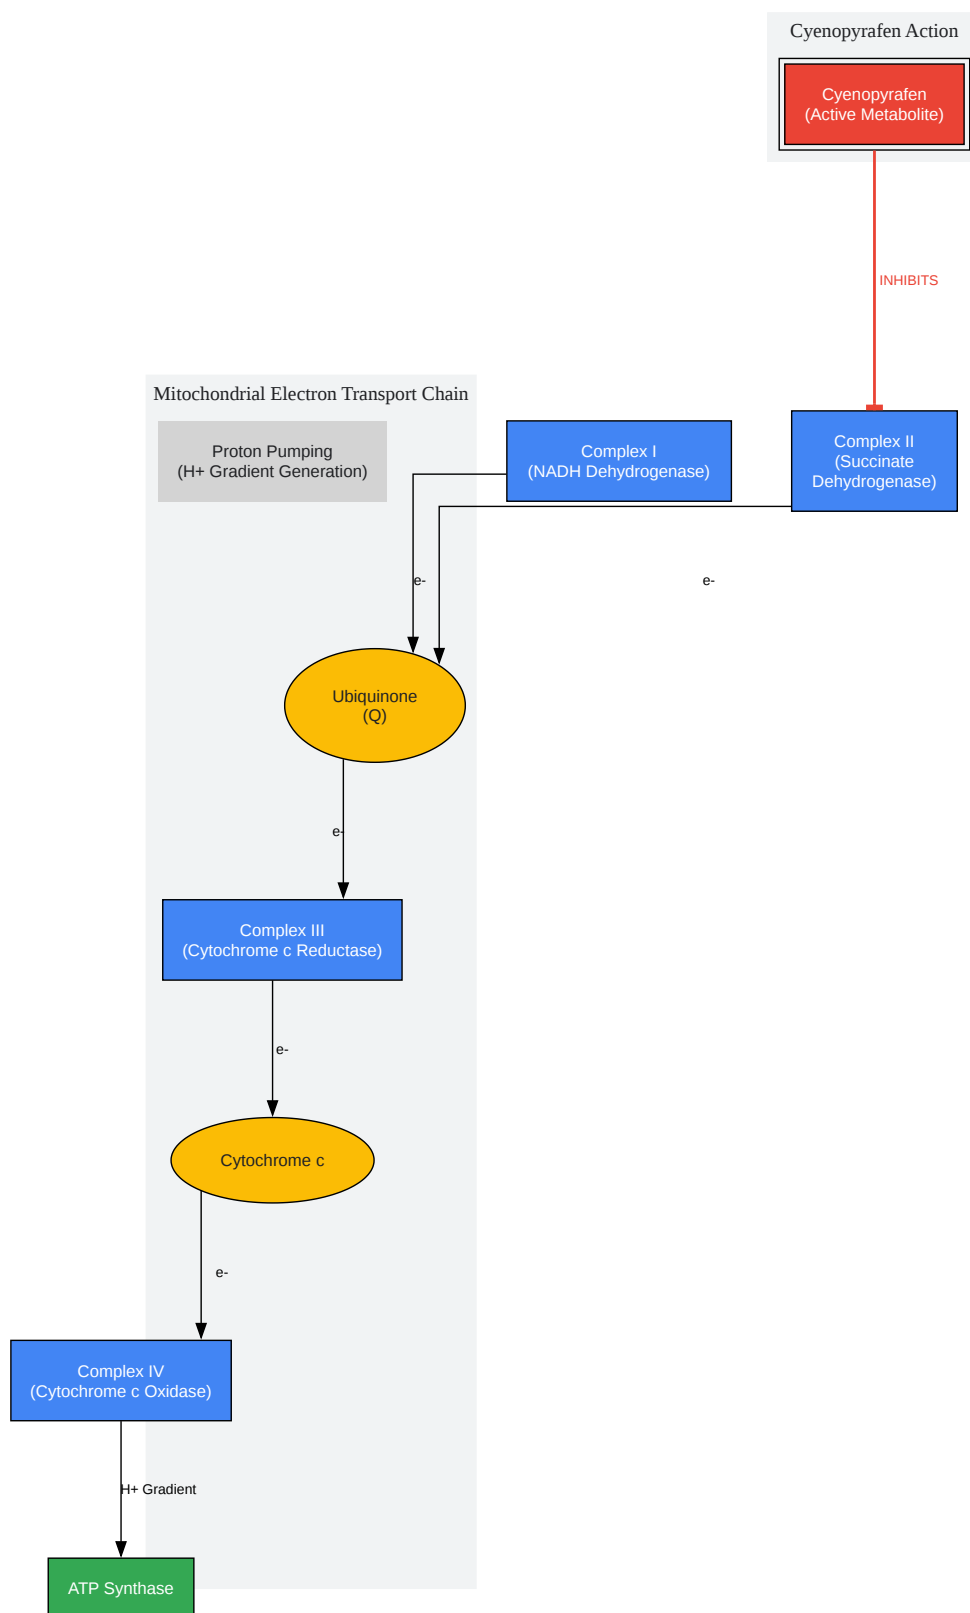 Cyenopyrafen Action
Cyenopyrafen
(Active Metabolite)
INHIBITS
Mitochondrial Electron Transport Chain
Proton Pumping
(H+ Gradient Generation)
Complex I
(NADH Dehydrogenase)
Complex II
(Succinate
Dehydrogenase)
e-
e-
Ubiquinone
(Q)
e-
Complex III
(Cytochrome c Reductase)
e-
Cytochrome c
e-
Complex IV
(Cytochrome c Oxidase)
H+ Gradient
ATP Synthase